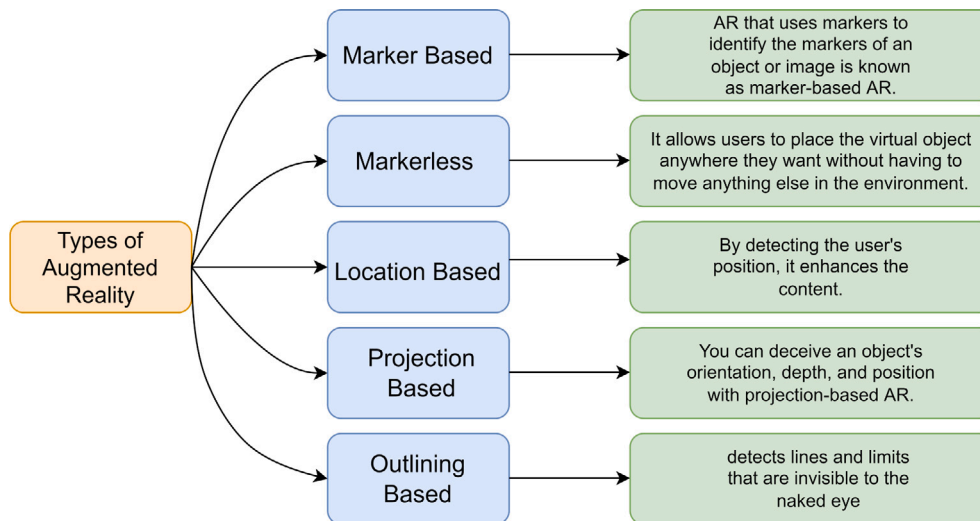 Types of
Augmented
Reality
Marker Based
AR that uses markers to
identify the markers of an
object or image is known
as marker-based AR.
Markerless
It allows users to place the virtual object
anywhere they want without having to
move anything else in the environment.
Location Based
By detecting the user's
position, it enhances the
content.
Projection
Based
You can deceive an object's
orientation, depth, and position
with projection-based AR.
Outlining
Based
detects lines and limits
that are invisible to the
naked eye